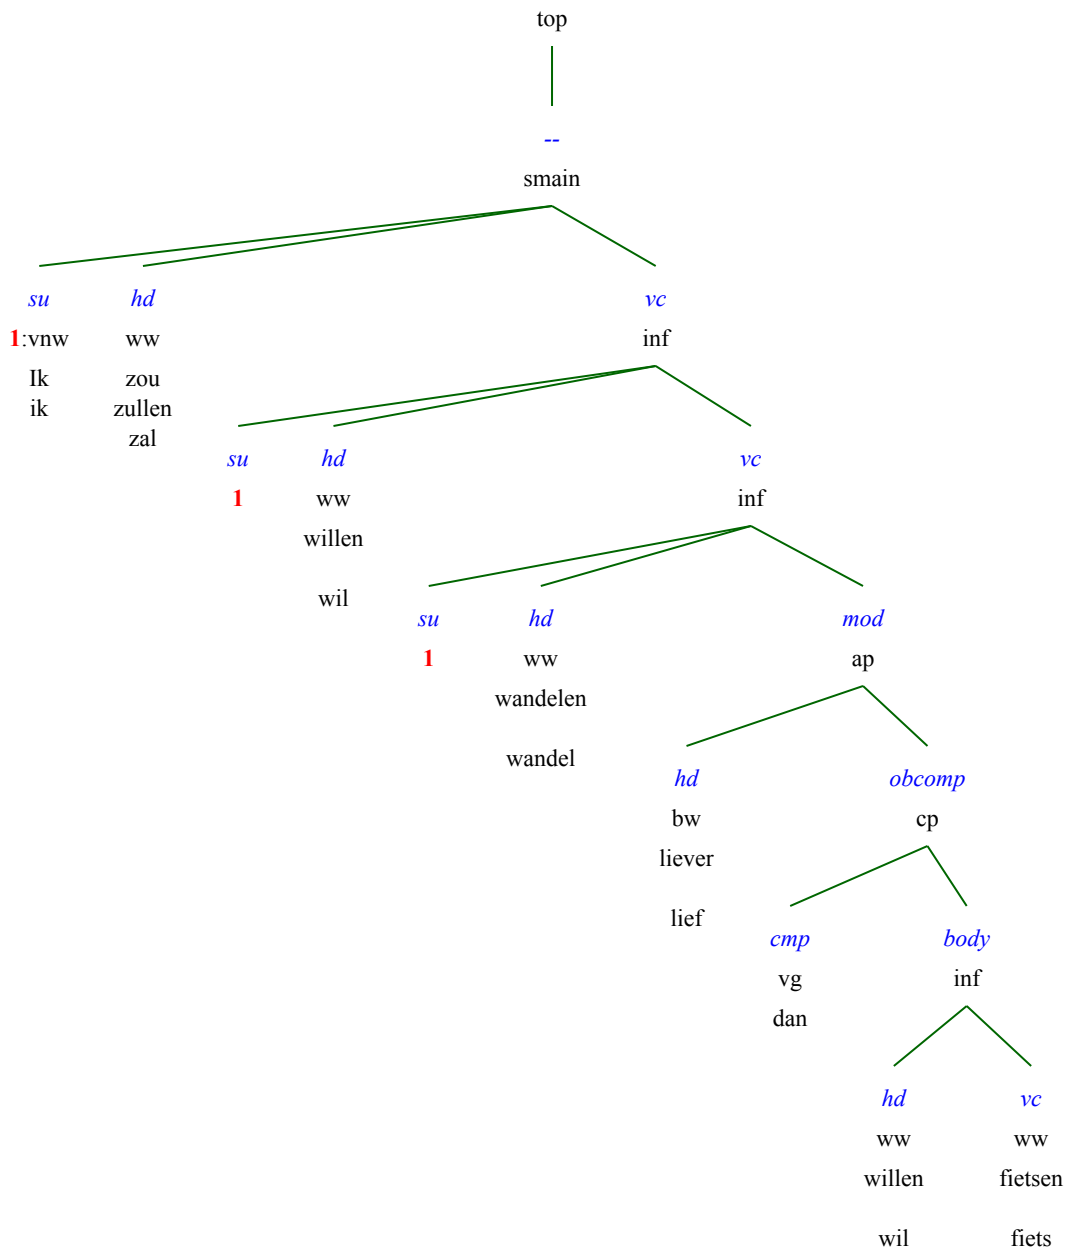 top
--
smain
su hd vc
1:vnw ww inf
Ik zou
ik zullen
zal
su hd vc
1 ww inf
willen
wil
su hd mod
1 ww ap
wandelen
wandel
hd obcomp
bw cp
liever
lief
cmp body
vg inf
dan
hd vc
ww ww
willen fietsen
wil fiets